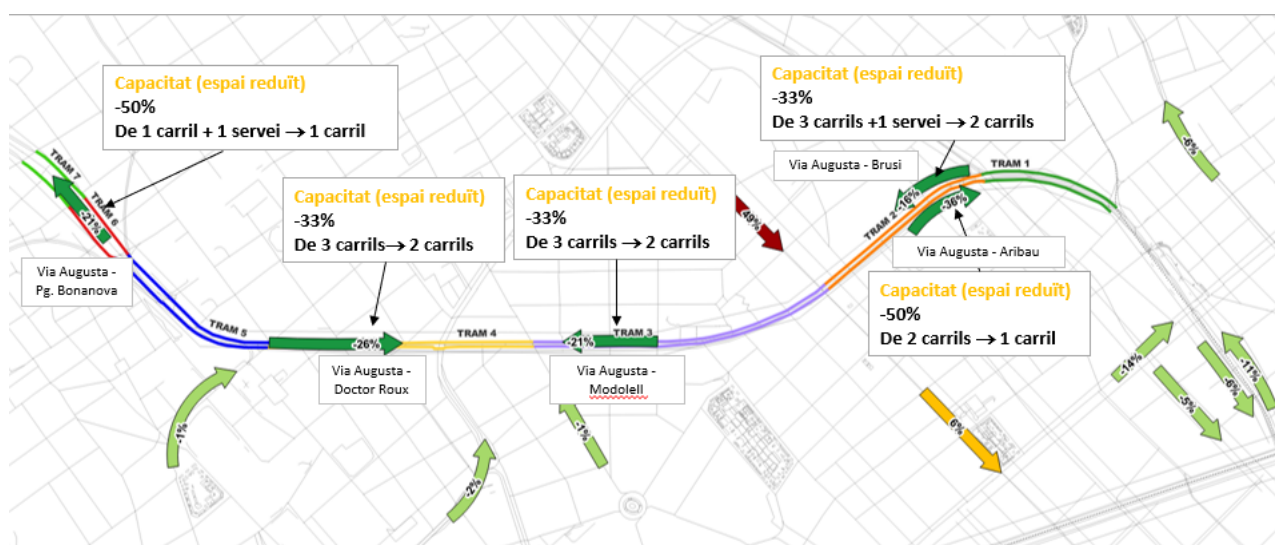 Capacitat (espai reduït)
-50%
De 1 carril + 1 servei → 1 carril
Capacitat (espai reduït)
-33%
De 3 carrils +1 servei → 2 carrils
Via Augusta - Brusi
TRAM 1
-6%
TRAM 7
TRAM 6
-21%
Via Augusta -
Pg. Bonanova
Capacitat (espai reduït)
-33%
De 3 carrils→ 2 carrils
Capacitat (espai reduït)
-33%
De 3 carrils → 2 carrils
49%
-16%
-36%
TRAM 2
Via Augusta - Aribau
Capacitat (espai reduït)
-50%
De 2 carrils → 1 carril
TRAM 5
-26%
TRAM 4
-21%
TRAM 3
Via Augusta -
Doctor Roux
Via Augusta -
Modolell
-14%
-5%
-6%
-11%
-1%
-2%
-1%
6%